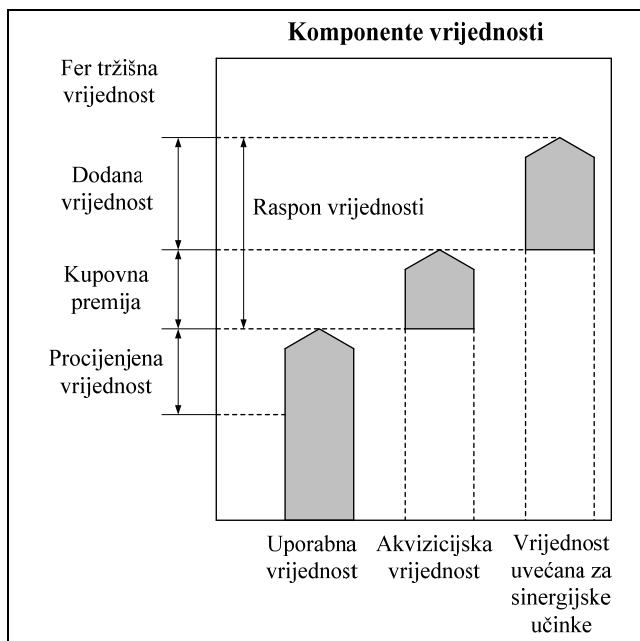 Komponente vrijednosti
Fer tržišna
vrijednost
Dodana
vrijednost
Raspon vrijednosti
Kupovna
premija
Procijenjena
vrijednost
Uporabna
vrijednost
Akvizicijska
vrijednost
Vrijednost
uvećana za
sinergijske
učinke